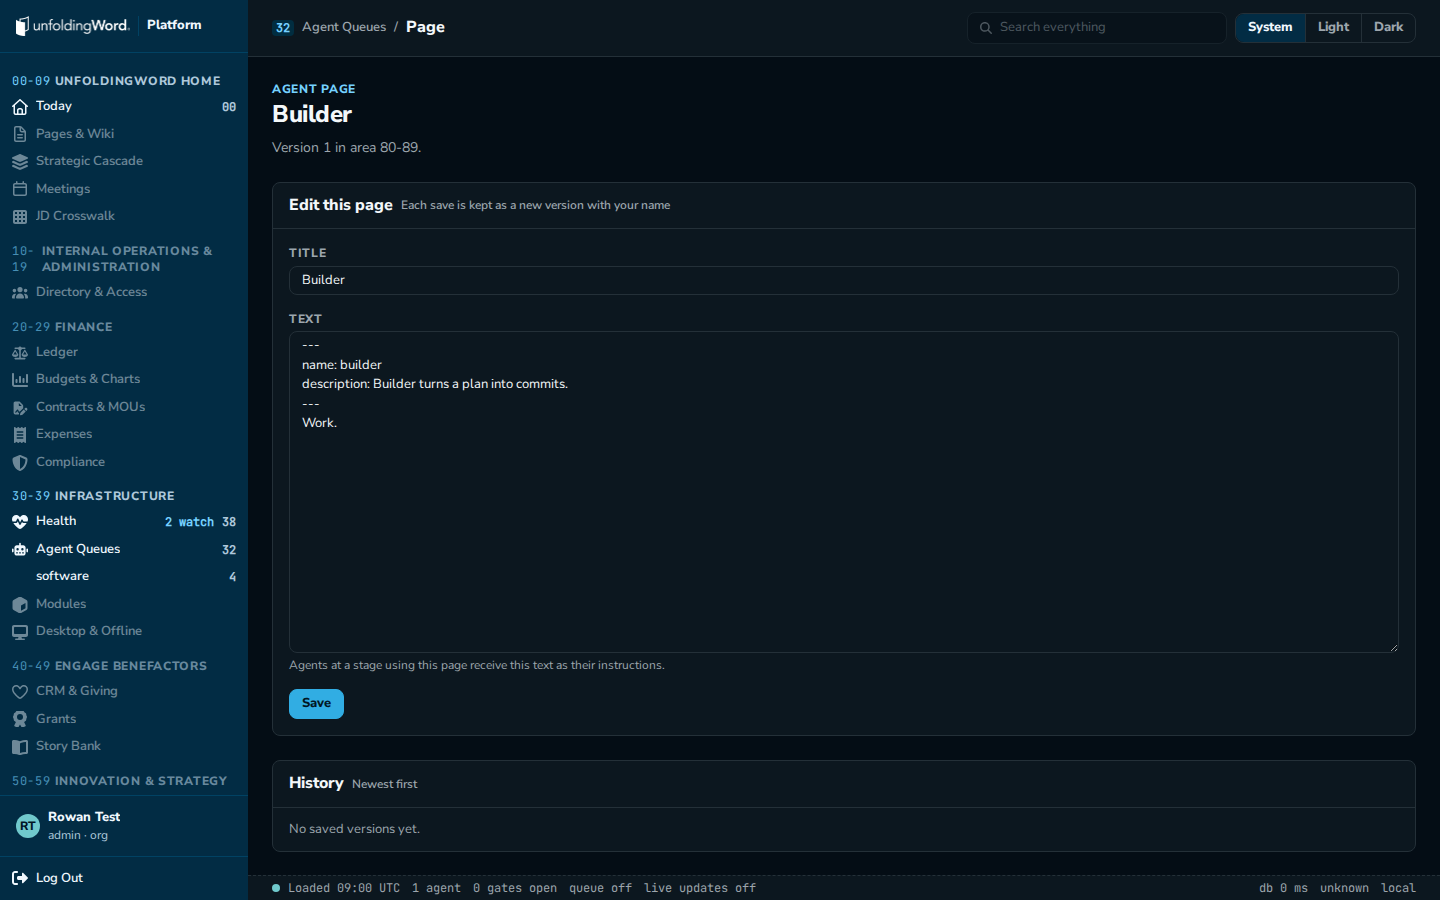 unfoldingWord® Platform
00-09 UNFOLDINGWORD HOME
Today 00
Pages & Wiki
Strategic Cascade
Meetings
JD Crosswalk
10-19 INTERNAL OPERATIONS & ADMINISTRATION
Directory & Access
20-29 FINANCE
Ledger
Budgets & Charts
Contracts & MOUs
Expenses
Compliance
30-39 INFRASTRUCTURE
Health 2 watch 38
Agent Queues 32
software 4
Modules
Desktop & Offline
40-49 ENGAGE BENEFACTORS
CRM & Giving
Grants
Story Bank
50-59 INNOVATION & STRATEGY
RT Rowan Test
admin · org
Log Out
32 Agent Queues / Page
Search everything
System Light Dark
AGENT PAGE
Builder
Version 1 in area 80-89.
Edit this page Each save is kept as a new version with your name
TITLE
Builder
TEXT
---
name: builder
description: Builder turns a plan into commits.
---
Work.
Agents at a stage using this page receive this text as their instructions.
Save
History Newest first
No saved versions yet.
Loaded 09:00 UTC 1 agent 0 gates open queue off live updates off
db 0 ms unknown local